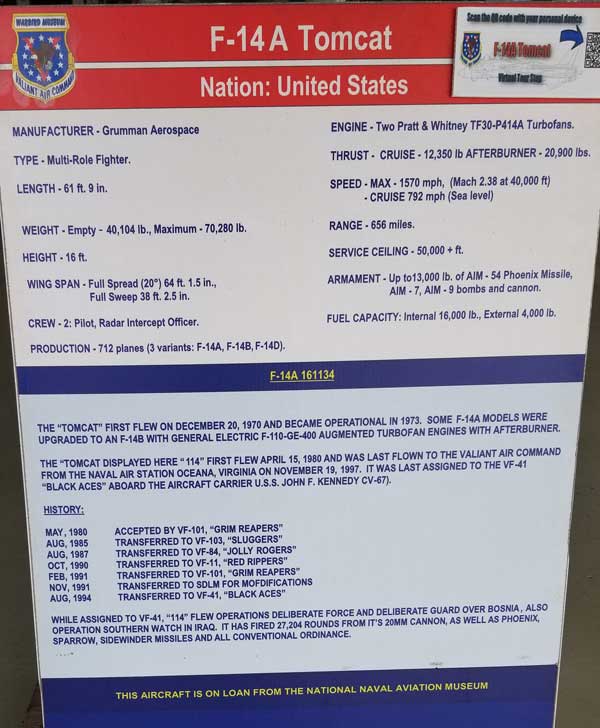 WARBIRD MUSEUM
VALIANT AIR COMMAND
F-14A Tomcat
Nation: United States
Scan the QR code with your personal device
F-14A Tomcat
Virtual Tour Stop
MANUFACTURER - Grumman Aerospace
TYPE - Multi-Role Fighter.
LENGTH - 61 ft. 9 in.
WEIGHT - Empty - 40,104 lb., Maximum - 70,280 lb.
HEIGHT - 16 ft.
WING SPAN - Full Spread (20°) 64 ft. 1.5 in.,
Full Sweep 38 ft. 2.5 in.
CREW - 2: Pilot, Radar Intercept Officer.
PRODUCTION - 712 planes (3 variants: F-14A, F-14B, F-14D).
ENGINE - Two Pratt & Whitney TF30-P414A Turbofans.
THRUST - CRUISE - 12,350 lb AFTERBURNER - 20,900 lbs.
SPEED - MAX - 1570 mph, (Mach 2.38 at 40,000 ft)
- CRUISE 792 mph (Sea level)
RANGE - 656 miles.
SERVICE CEILING - 50,000 + ft.
ARMAMENT - Up to13,000 lb. of AIM - 54 Phoenix Missile,
AIM - 7, AIM - 9 bombs and cannon.
FUEL CAPACITY: Internal 16,000 lb., External 4,000 lb.
F-14A 161134
THE "TOMCAT" FIRST FLEW ON DECEMBER 20, 1970 AND BECAME OPERATIONAL IN 1973. SOME F-14A MODELS WERE
UPGRADED TO AN F-14B WITH GENERAL ELECTRIC F-110-GE-400 AUGMENTED TURBOFAN ENGINES WITH AFTERBURNER.
THE "TOMCAT DISPLAYED HERE "114" FIRST FLEW APRIL 15, 1980 AND WAS LAST FLOWN TO THE VALIANT AIR COMMAND
FROM THE NAVAL AIR STATION OCEANA, VIRGINIA ON NOVEMBER 19, 1997. IT WAS LAST ASSIGNED TO THE VF-41
"BLACK ACES" ABOARD THE AIRCRAFT CARRIER U.S.S. JOHN F. KENNEDY CV-67).
HISTORY:
MAY, 1980 ACCEPTED BY VF-101, "GRIM REAPERS"
AUG, 1985 TRANSFERRED TO VF-103, "SLUGGERS"
AUG, 1987 TRANSFERRED TO VF-84, "JOLLY ROGERS"
OCT, 1990 TRANSFERRED TO VF-11, "RED RIPPERS"
FEB, 1991 TRANSFERRED TO VF-101, "GRIM REAPERS"
NOV, 1991 TRANSFERRED TO SDLM FOR MOFDIFICATIONS
AUG, 1994 TRANSFERRED TO VF-41, "BLACK ACES"
WHILE ASSIGNED TO VF-41, "114" FLEW OPERATIONS DELIBERATE FORCE AND DELIBERATE GUARD OVER BOSNIA, ALSO
OPERATION SOUTHERN WATCH IN IRAQ. IT HAS FIRED 27,204 ROUNDS FROM IT'S 20MM CANNON, AS WELL AS PHOENIX,
SPARROW, SIDEWINDER MISSILES AND ALL CONVENTIONAL ORDINANCE.
THIS AIRCRAFT IS ON LOAN FROM THE NATIONAL NAVAL AVIATION MUSEUM